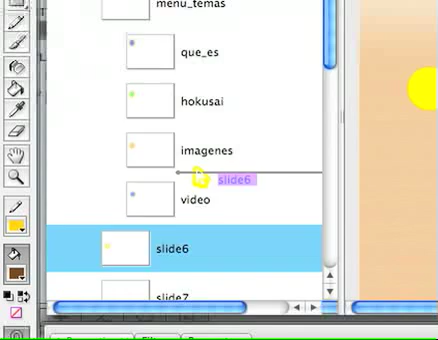 menu_temas
que_es
hokusai
imagenes
slide6
video
slide6
slide7